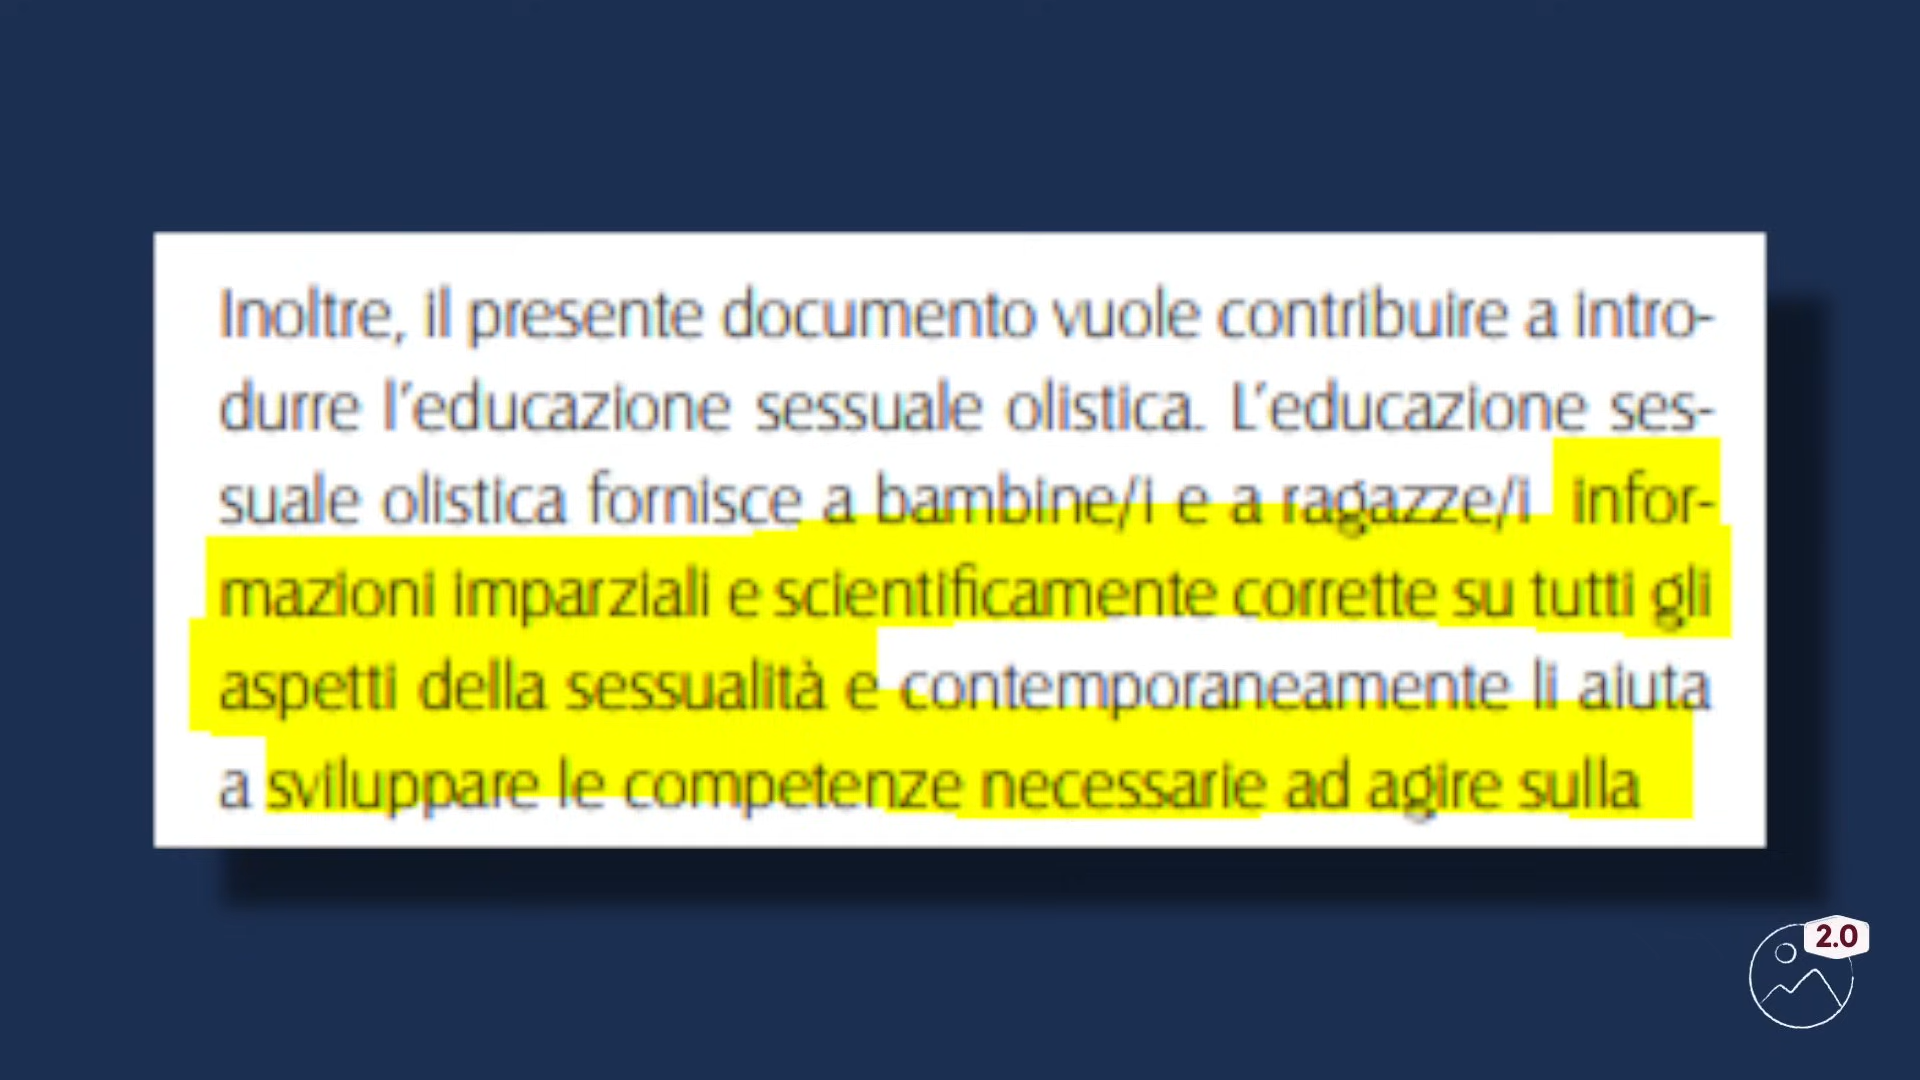 Inoltre, il presente documento vuole contribuire a intro-
durre l'educazione sessuale olistica. L'educazione ses-
suale olistica fornisce a bambine/i e a ragazze/i infor-
mazioni imparziali e scientificamente corrette su tutti gli
aspetti della sessualità e contemporaneamente li aiuta
a sviluppare le competenze necessarie ad agire sulla
2.0